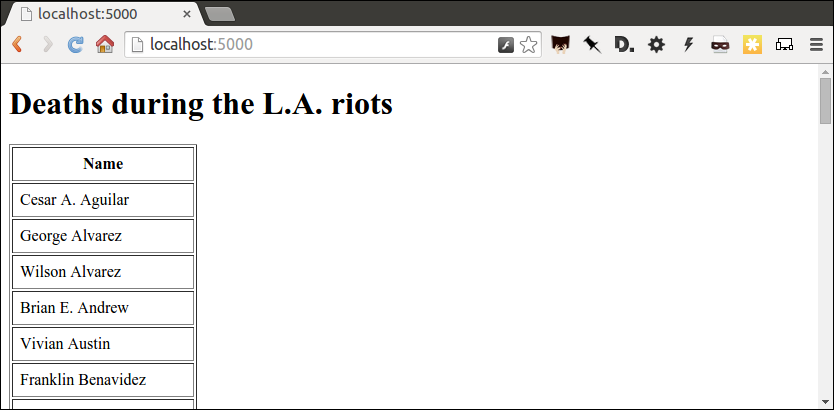 localhost:5000
localhost:5000
D.
Deaths during the L.A. riots
Name
Cesar A. Aguilar
George Alvarez
Wilson Alvarez
Brian E. Andrew
Vivian Austin
Franklin Benavidez